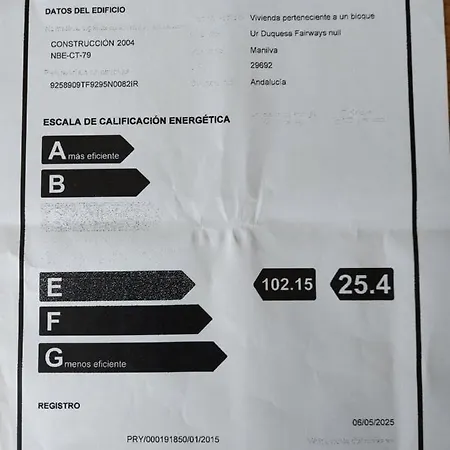 DATOS DEL EDIFICIO
Vivienda perteneciente a un bloque
CONSTRUCCIÓN 2004
Ur Duquesa Fairways null
NBE-CT-79
Manilva
29692
9258909TF9295N0082IR
Andalucía
ESCALA DE CALIFICACIÓN ENERGÉTICA
A más eficiente
B
E 102.15 25.4
F
G menos eficiente
REGISTRO
06/05/2025
PRY/000191850/01/2015